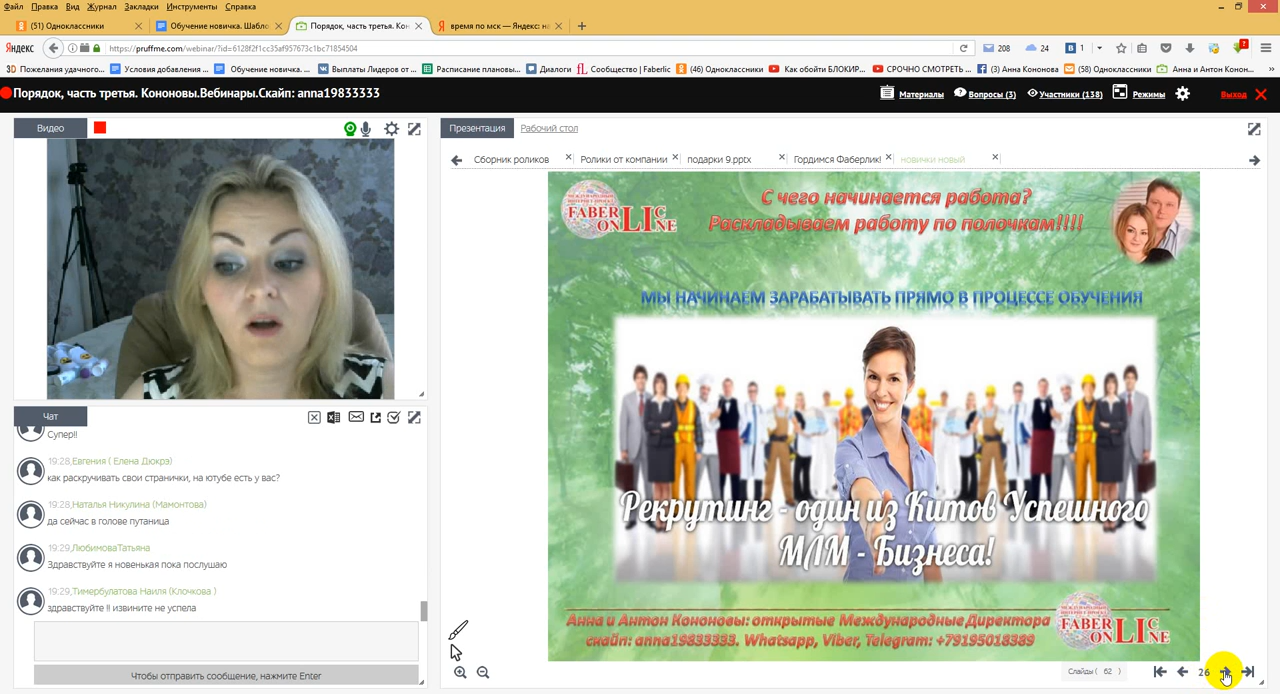 Файл Правка Вид Журнал Закладки Инструменты Справка
(51) Одноклассники
Обучение новичка. Шабло
Порядок, часть третья. Кон
время по мск — Яндекс: на
Яндекс
https://pruffme.com/webinar/?id=6128f2f1cc35af957673c1bc71854504
208
24
В 1
7
3D Пожелания удачного...
Условия добавления ...
Обучение новичка. ...
Выплаты Лидеров от ...
Расписание плановы...
Диалоги
Сообщество | Faberlic
(46) Одноклассники
Как обойти БЛОКИР...
СРОЧНО СМОТРЕТЬ ...
(3) Анна Кононова
(58) Одноклассники
Анна и Антон Конон...
Порядок, часть третья. Кононовы.Вебинары.Скайп: anna19833333
Материалы
Вопросы (3)
Участники (138)
Режимы
Выход
Видео
Презентация
Рабочий стол
Сборник роликов
Ролики от компании
подарки 9.pptx
Гордимся Фаберлик!
новички новый
FABERLIC
ONLINE
С чего начинается работа?
Раскладываем работу по полочкам!!!!
МЫ НАЧИНАЕМ ЗАРАБАТЫВАТЬ ПРЯМО В ПРОЦЕССЕ ОБУЧЕНИЯ
Рекрутинг - один из Китов Успешного
МЛМ - Бизнеса!
Анна и Антон Кононовы: открытые Международные Директора
скайп: anna19833333. Whatsapp, Viber, Telegram: +79195018389
FABERLIC
ONLINE
Чат
Супер!!
19:28,Евгения ( Елена Дюкрэ)
как раскручивать свои странички, на ютубе есть у вас?
19:28,Наталья Никулина (Мамонтова)
да сейчас в голове путаница
19:29,ЛюбимоваТатьяна
Здравствуйте я новенькая пока послушаю
19:29,Тимербулатова Наиля (Клочкова )
здравствуйте !! извините не успела
Чтобы отправить сообщение, нажмите Enter
Слайды ( 62 )
26